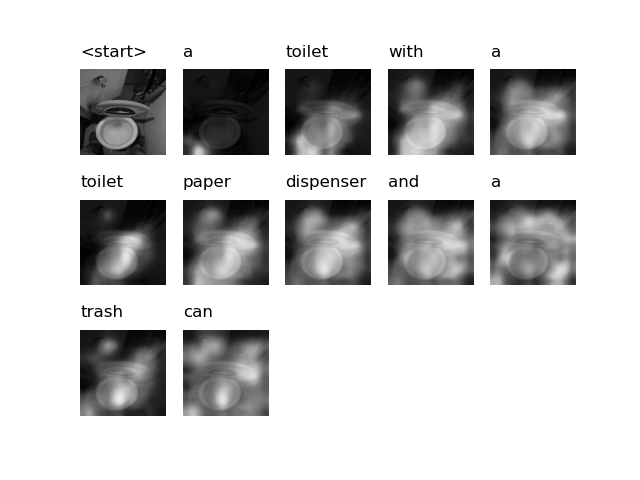 <start> a toilet with a
toilet paper dispenser and a
trash can